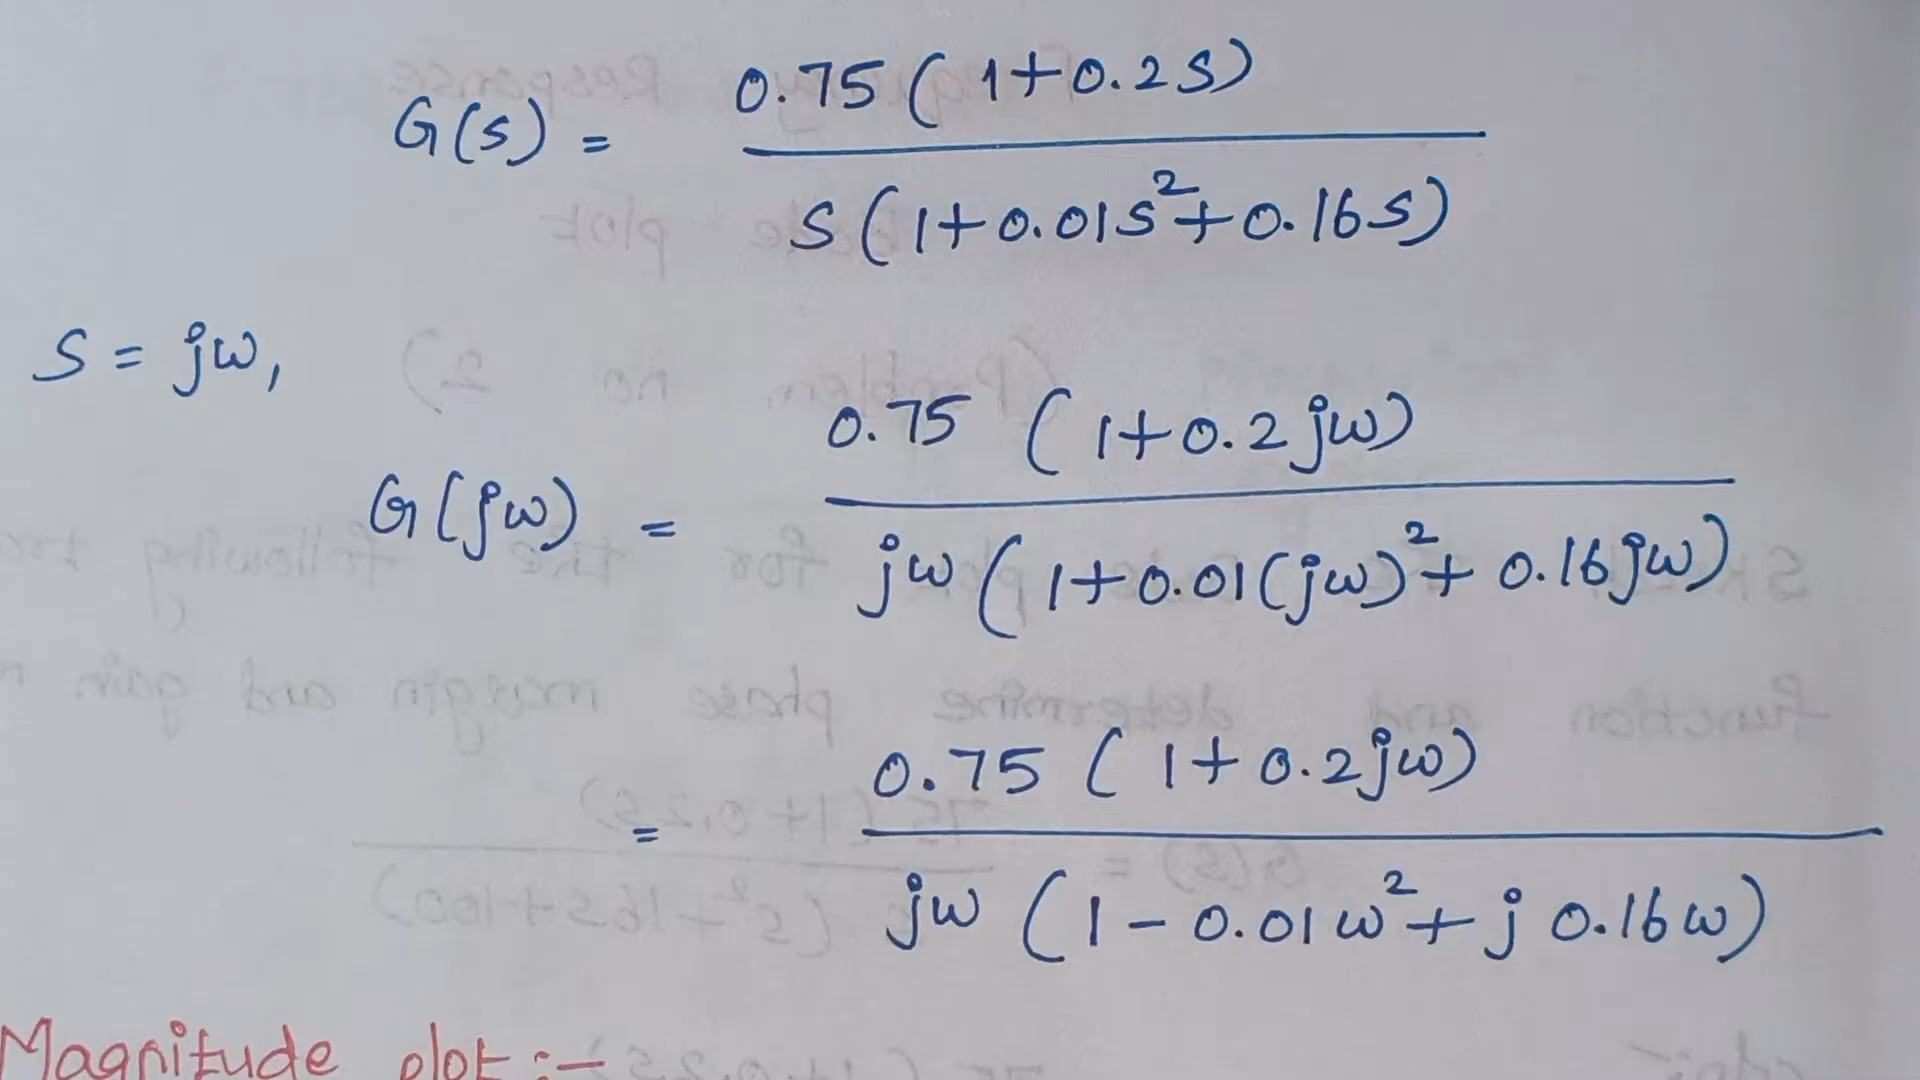 G(s) = 0.75 (1+0.2s) / s(1+0.01s²+0.16s)
s = jω,
G(jω) = 0.75 (1+0.2jω) / jω(1+0.01(jω)²+0.16jω)
= 0.75 (1+0.2jω) / jω(1-0.01ω²+j0.16ω)
Magnitude plot:-